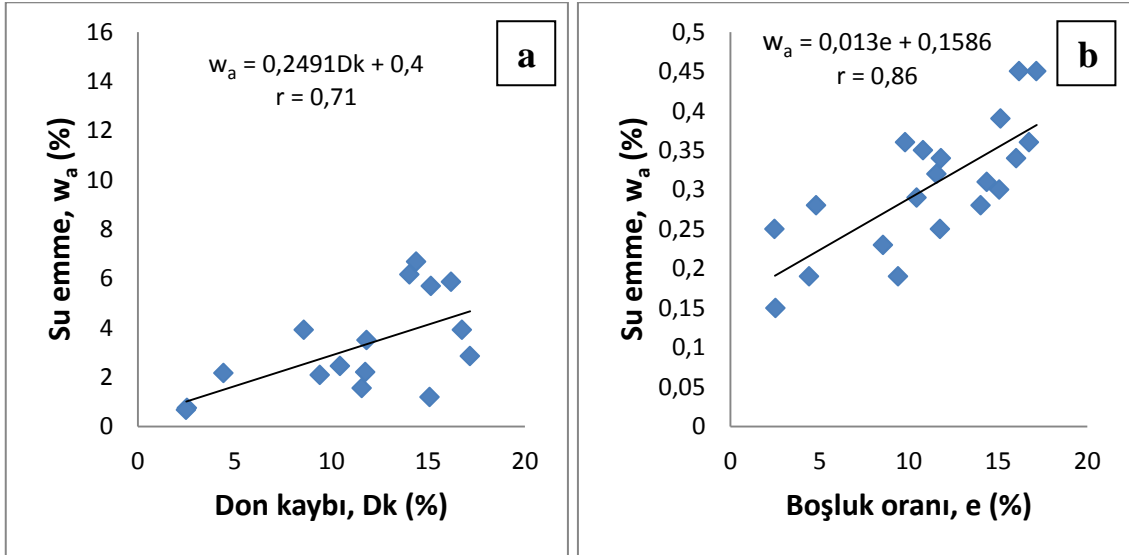 a
wₐ = 0,2491Dk + 0,4
r = 0,71
Su emme, wₐ (%)
16
14
12
10
8
6
4
2
0
0 5 10 15 20
Don kaybı, Dk (%)
b
wₐ = 0,013e + 0,1586
r = 0,86
Su emme, wₐ (%)
0,5
0,45
0,4
0,35
0,3
0,25
0,2
0,15
0,1
0,05
0
0 5 10 15 20
Boşluk oranı, e (%)